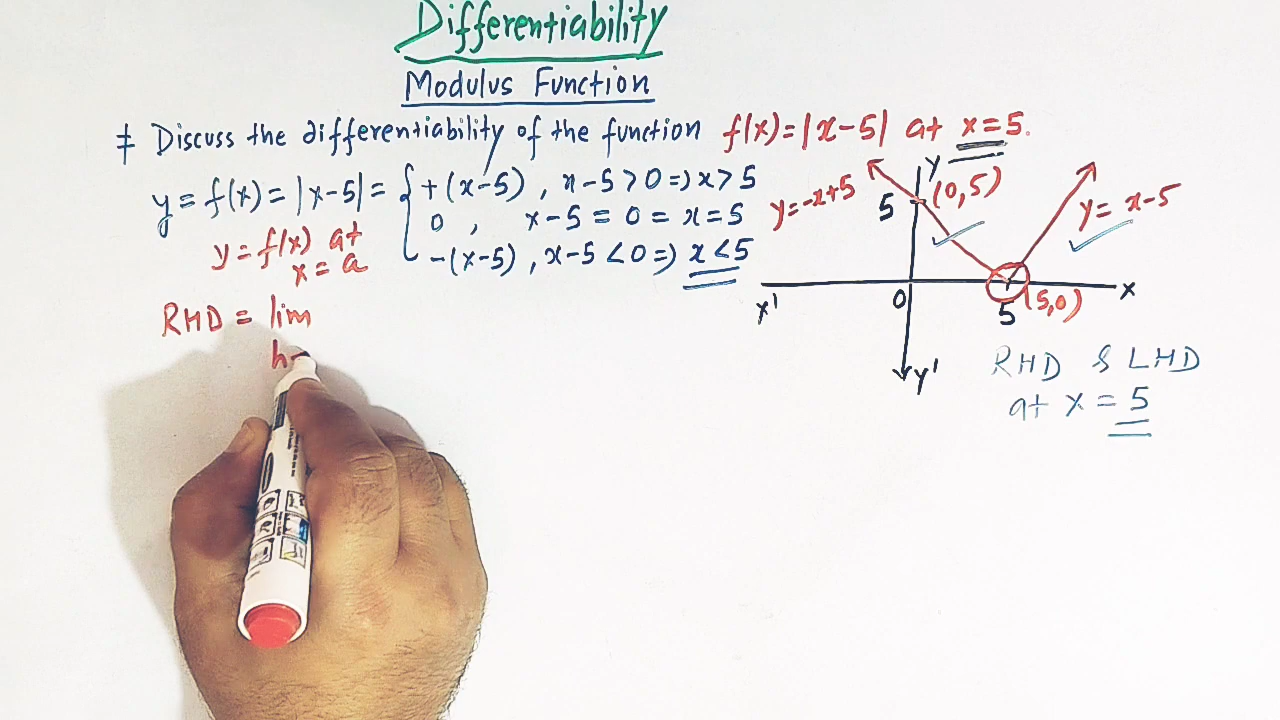 Differentiability
Modulus Function
# Discuss the differentiability of the function f(x)=|x-5| at x=5.
y=f(x)=|x-5|= { +(x-5) , x-5>0=)x>5
0 , x-5=0=x=5
-(x-5) , x-5<0=) x<5
y=f(x) at
x=a
RHD = lim
h-
y=-x+5
5
Y
(0,5)
y= x-5
X'
0
5
(5,0)
X
Y'
RHD & LHD
at x=5